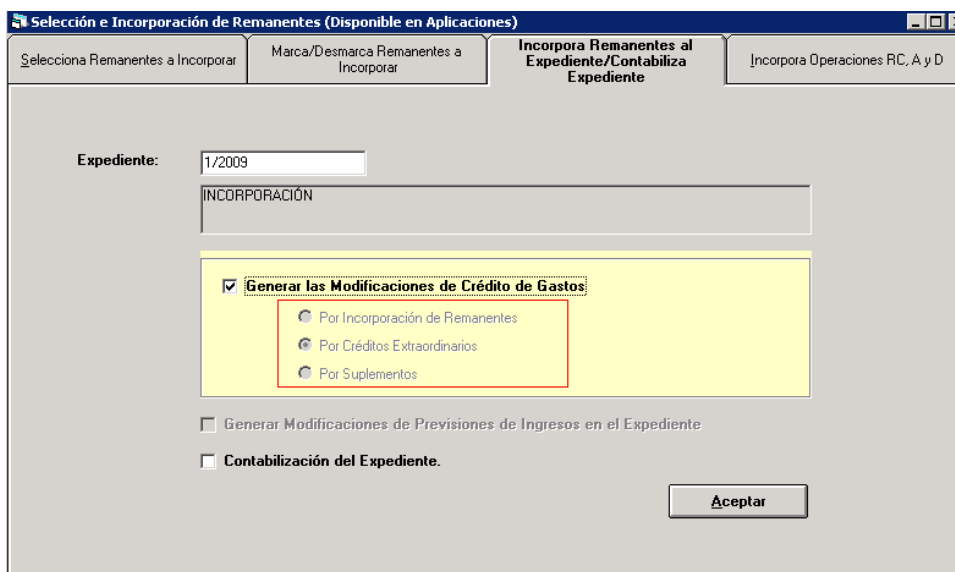 Selección e Incorporación de Remanentes (Disponible en Aplicaciones)
Selecciona Remanentes a Incorporar
Marca/Desmarca Remanentes a
Incorporar
Incorpora Remanentes al
Expediente/Contabiliza
Expediente
Incorpora Operaciones RC, A y D
Expediente:
1/2009
INCORPORACIÓN
Generar las Modificaciones de Crédito de Gastos
Por Incorporación de Remanentes
Por Créditos Extraordinarios
Por Suplementos
Generar Modificaciones de Previsiones de Ingresos en el Expediente
Contabilización del Expediente.
Aceptar